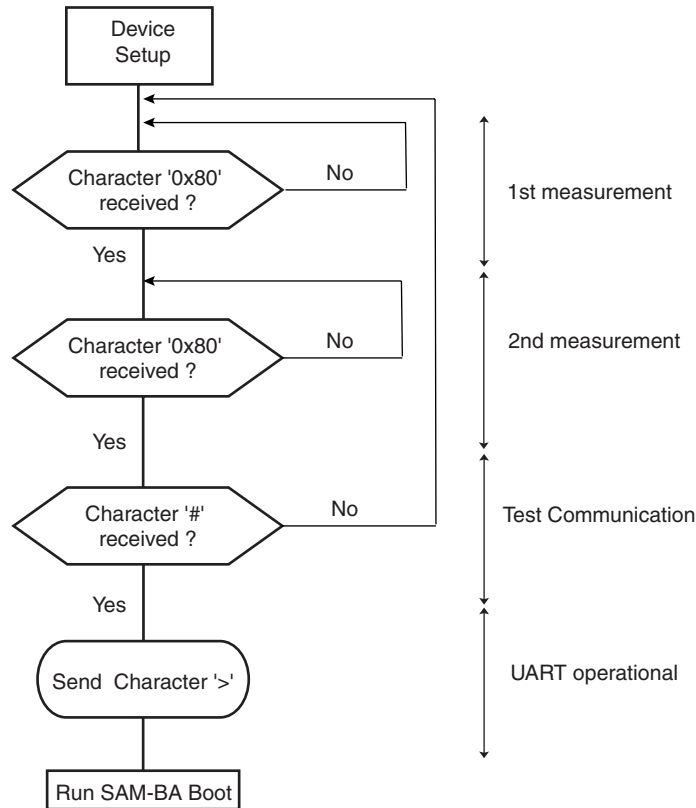 Device
Setup
Character '0x80'
received ?
No
1st measurement
Yes
Character '0x80'
received ?
No
2nd measurement
Yes
Character '#'
received ?
No
Test Communication
Yes
Send Character '>'
UART operational
Run SAM-BA Boot